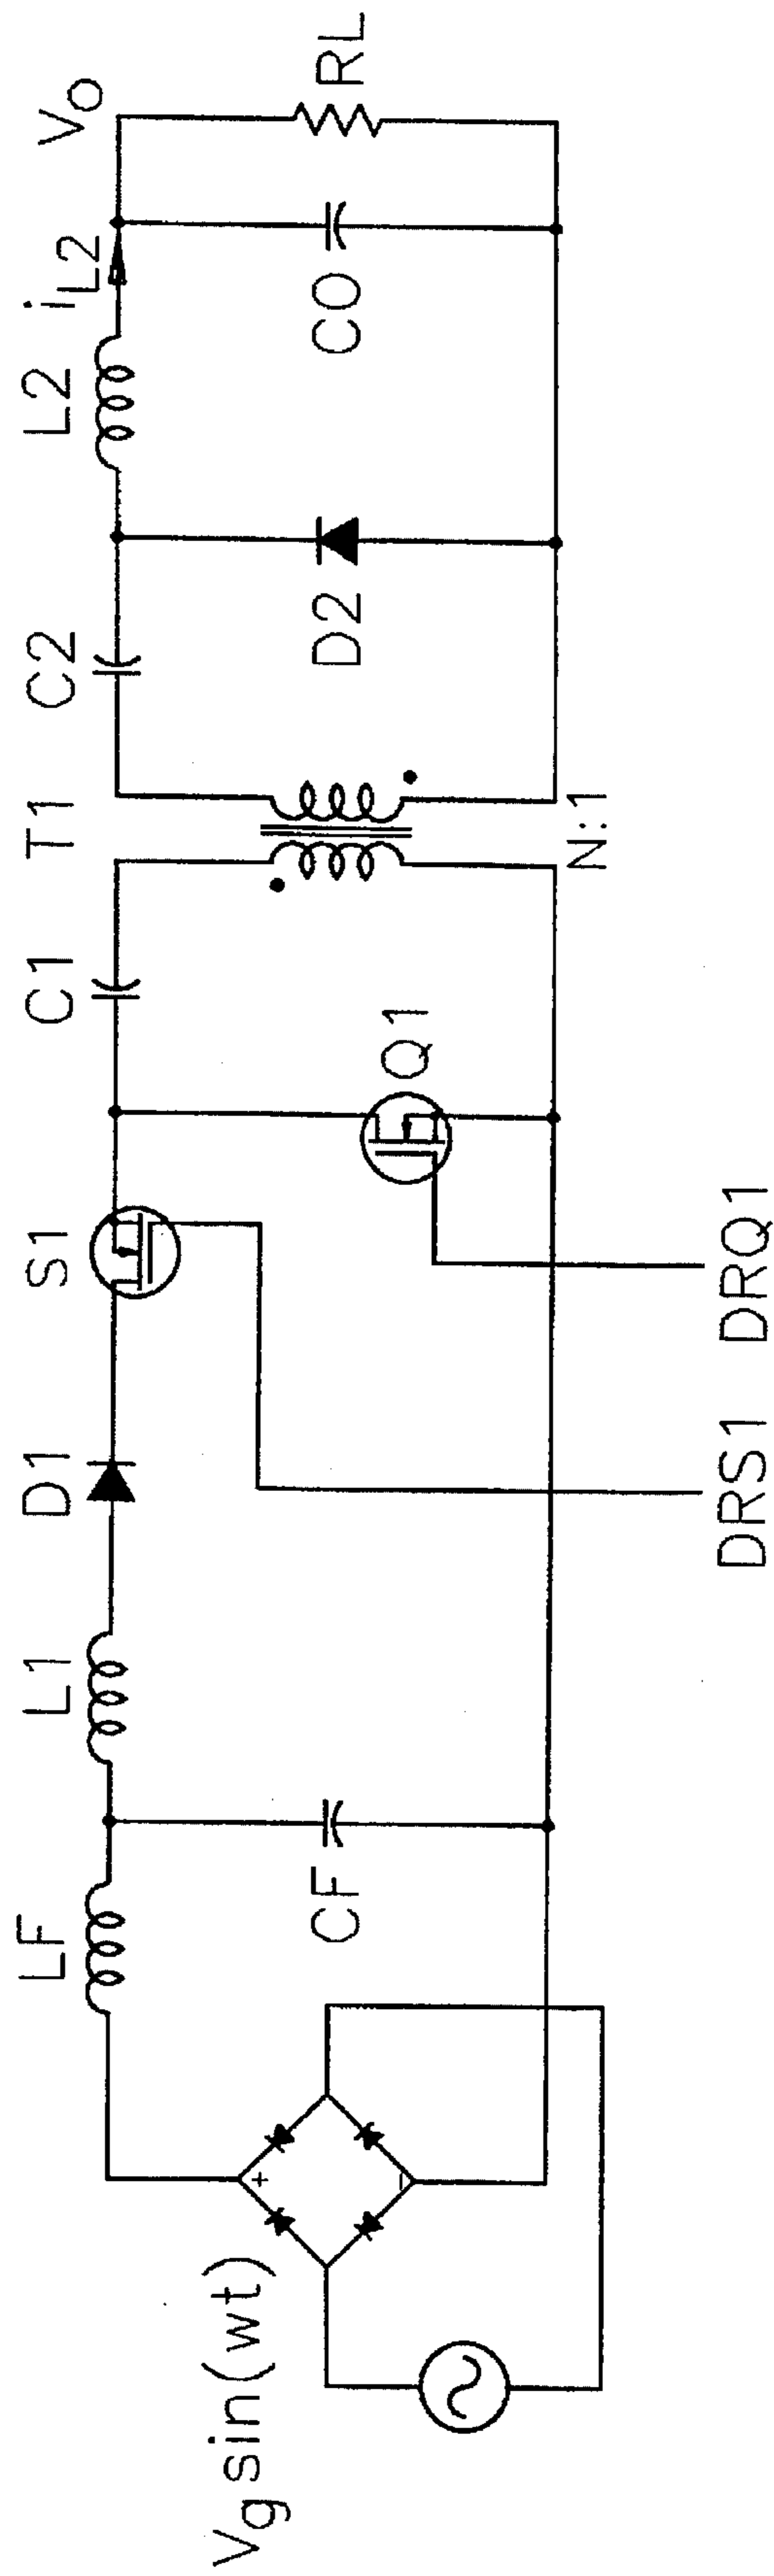 Vg sin(wt)
LF
CF
L1
D1
S1
DRS1
DRQ1
Q1
C1
T1
N:1
C2
D2
L2
iL2
CO
VO
RL
+
−